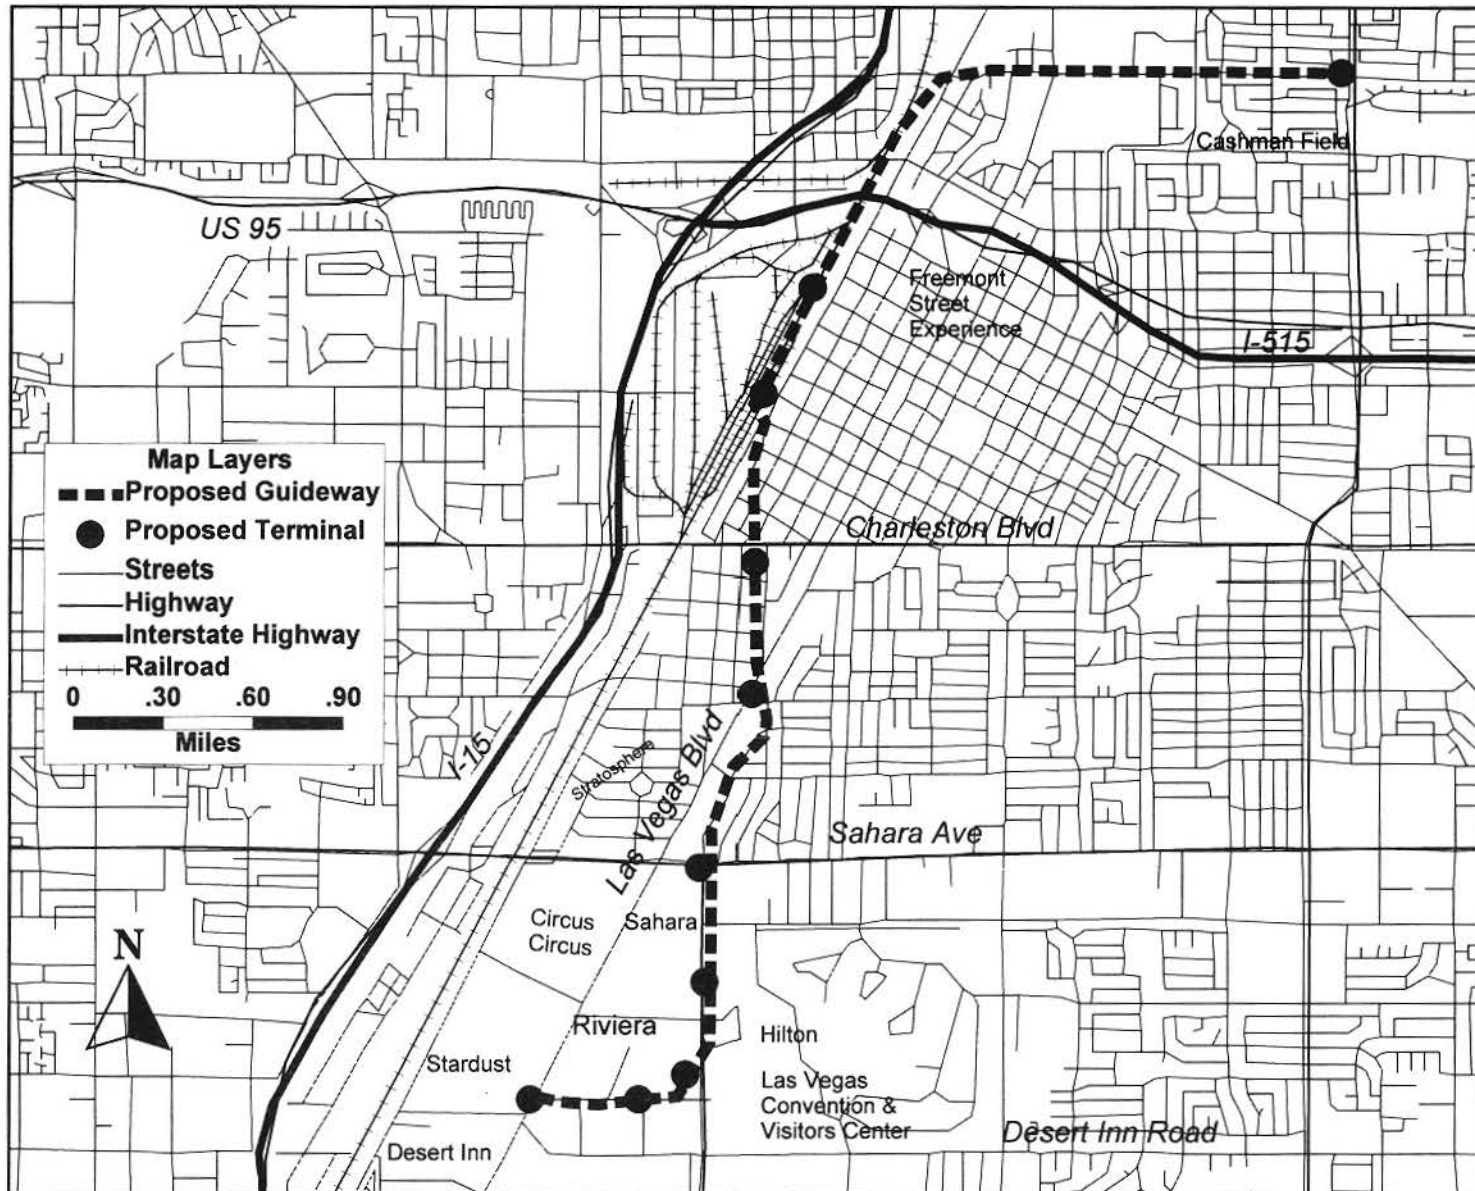 Cashman Field
US 95
Freemont
Street
Experience
I-515
Map Layers
Proposed Guideway
Proposed Terminal
Streets
Highway
Interstate Highway
Railroad
0 .30 .60 .90
Miles
Charleston Blvd
I-15
Stratosphere
Las Vegas Blvd
Sahara Ave
Circus
Circus
Sahara
N
Riviera
Hilton
Stardust
Las Vegas
Convention &
Visitors Center
Desert Inn Road
Desert Inn